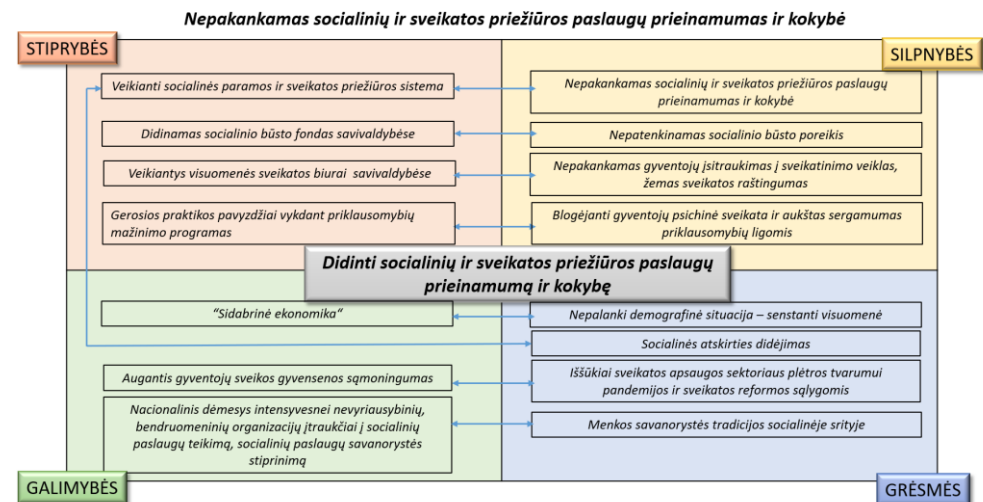 Nepakankamas socialinių ir sveikatos priežiūros paslaugų prieinamumas ir kokybė
STIPRYBĖS
SILPNYBĖS
Veikianti socialinės paramos ir sveikatos priežiūros sistema
Nepakankamas socialinių ir sveikatos priežiūros paslaugų
prieinamumas ir kokybė
Didinamas socialinio būsto fondas savivaldybėse
Nepatenkinamas socialinio būsto poreikis
Veikiantys visuomenės sveikatos biurai savivaldybėse
Nepakankamas gyventojų įsitraukimas į sveikatinimo veiklas,
žemas sveikatos raštingumas
Gerosios praktikos pavyzdžiai vykdant priklausomybių
mažinimo programas
Blogėjanti gyventojų psichinė sveikata ir aukštas sergamumas
priklausomybių ligomis
Didinti socialinių ir sveikatos priežiūros paslaugų
prieinamumą ir kokybę
"Sidabrinė ekonomika"
Nepalanki demografinė situacija – senstanti visuomenė
Socialinės atskirties didėjimas
Augantis gyventojų sveikos gyvensenos sąmoningumas
Iššūkiai sveikatos apsaugos sektoriaus plėtros tvarumui
pandemijos ir sveikatos reformos sąlygomis
Nacionalinis dėmesys intensyvesnei nevyriausybinių,
bendruomeninių organizacijų įtraukčiai į socialinių
paslaugų teikimą, socialinių paslaugų savanorystės
stiprinimą
Menkos savanorystės tradicijos socialinėje srityje
GALIMYBĖS
GRĖSMĖS